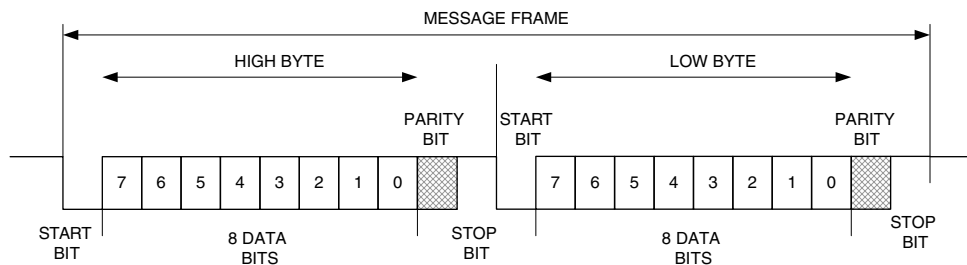 MESSAGE FRAME
HIGH BYTE
LOW BYTE
PARITY
BIT
START
BIT
PARITY
BIT
7 6 5 4 3 2 1 0
7 6 5 4 3 2 1 0
START
BIT
8 DATA
BITS
STOP
BIT
8 DATA
BITS
STOP
BIT